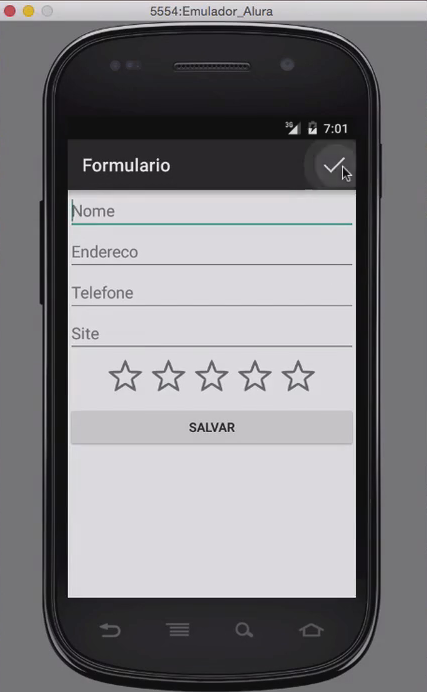 5554:Emulador_Alura
3G 7:01
Formulario
Nome
Endereco
Telefone
Site
SALVAR